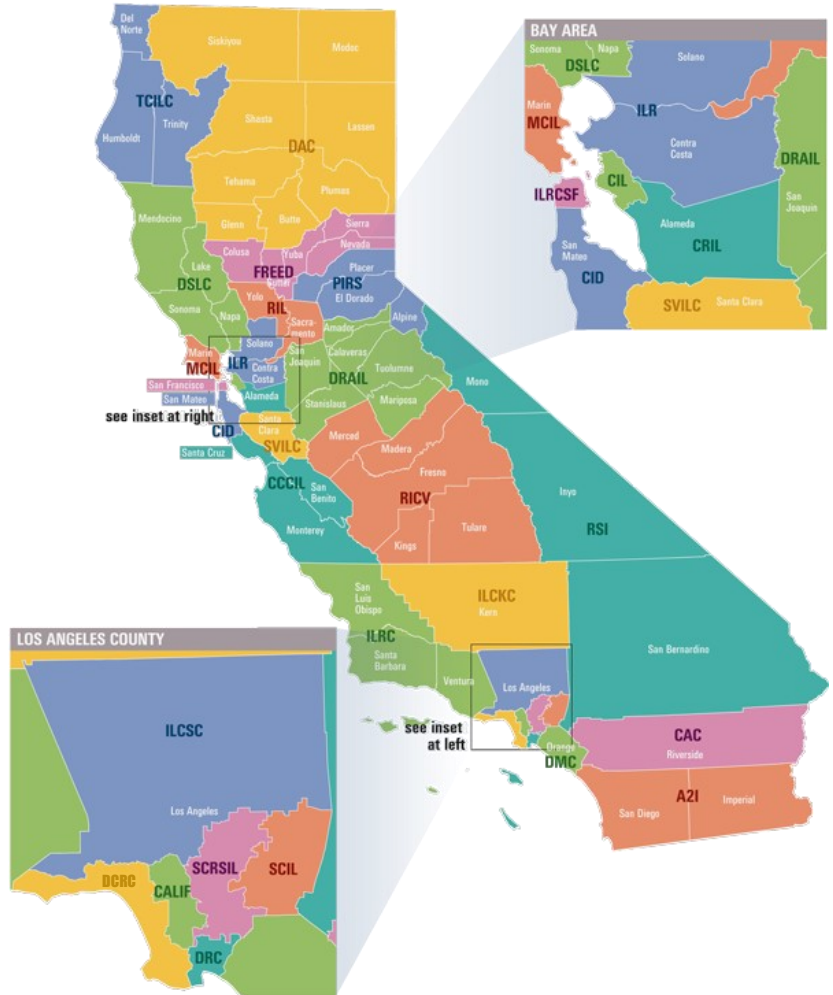 Del
Norte
Siskiyou
Modoc
TCILC
Humboldt
Trinity
Shasta
Lassen
DAC
Tehama
Plumas
Glenn
Butte
Mendocino
Colusa
Sierra
Yuba
Nevada
Lake
FREED
Placer
Sutter
PIRS
DSLC
El Dorado
Yolo
RIL
Sonoma
Napa
Sacra-
mento
Alpine
Amador
Solano
Marin
MCIL
ILR
San
Joaquin
Calaveras
Tuolumne
Contra
Costa
DRAIL
Mono
San Francisco
San Mateo
Alameda
Stanislaus
Mariposa
see inset at right
CID
Santa
Clara
Merced
Madera
Santa Cruz
SVILC
Fresno
CCCIL
San
Benito
RICV
Inyo
RSI
Monterey
Kings
Tulare
San
Luis
Obispo
ILCKC
Kern
ILRC
Santa
Barbara
San Bernardino
Ventura
Los Angeles
see inset
at left
Orange
DMC
CAC
Riverside
A2I
San Diego
Imperial
BAY AREA
Sonoma
Napa
DSLC
Solano
Marin
MCIL
ILR
Contra
Costa
DRAIL
CIL
ILRCSF
San
Joaquin
Alameda
CRIL
San
Mateo
CID
SVILC
Santa Clara
LOS ANGELES COUNTY
ILCSC
Los Angeles
SCRSIL
SCIL
DCRC
CALIF
DRC